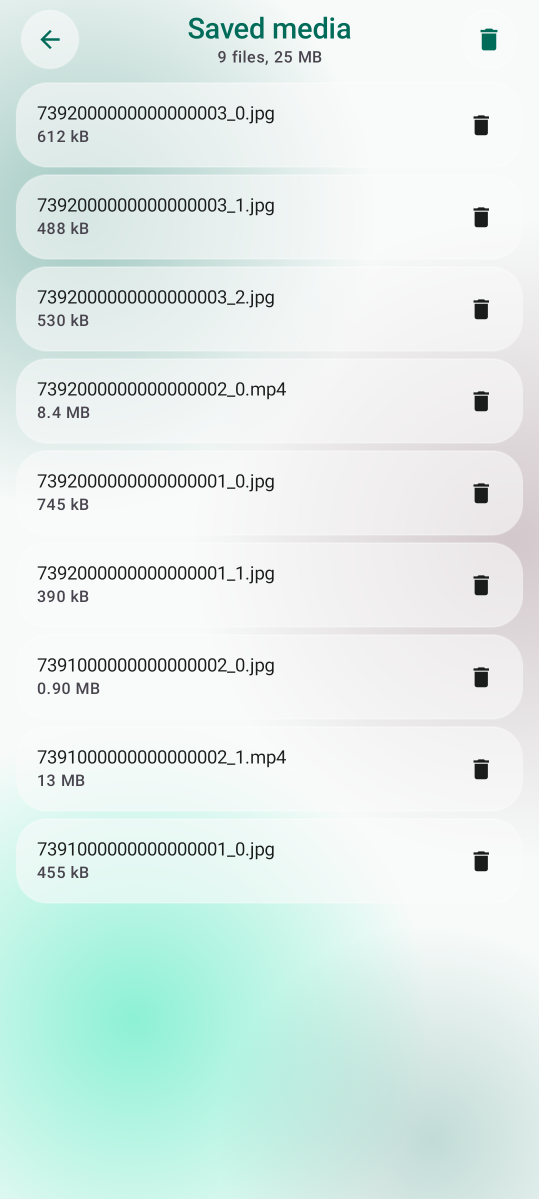 Saved media
9 files, 25 MB
7392000000000000003_0.jpg
612 kB
7392000000000000003_1.jpg
488 kB
7392000000000000003_2.jpg
530 kB
7392000000000000002_0.mp4
8.4 MB
7392000000000000001_0.jpg
745 kB
7392000000000000001_1.jpg
390 kB
7391000000000000002_0.jpg
0.90 MB
7391000000000000002_1.mp4
13 MB
7391000000000000001_0.jpg
455 kB